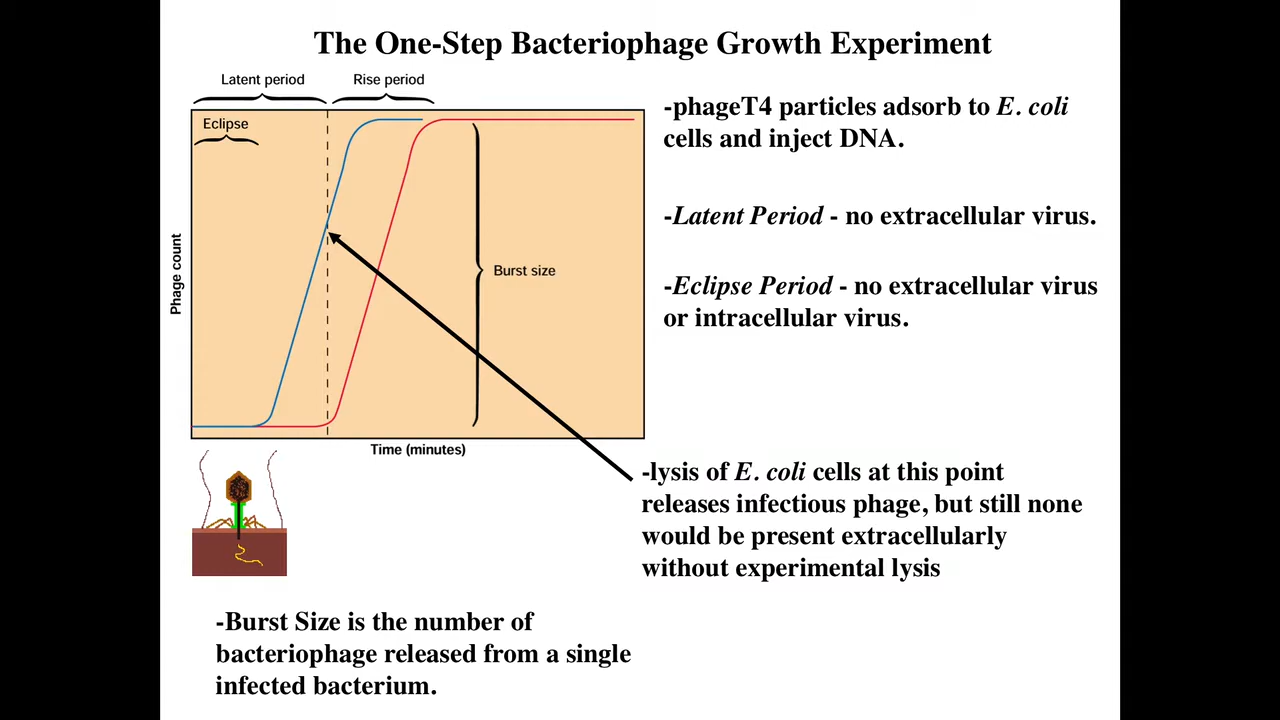 The One-Step Bacteriophage Growth Experiment
Latent period
Rise period
Eclipse
Phage count
Burst size
Time (minutes)
-phageT4 particles adsorb to E. coli
cells and inject DNA.
-Latent Period - no extracellular virus.
-Eclipse Period - no extracellular virus
or intracellular virus.
-lysis of E. coli cells at this point
releases infectious phage, but still none
would be present extracellularly
without experimental lysis
-Burst Size is the number of
bacteriophage released from a single
infected bacterium.